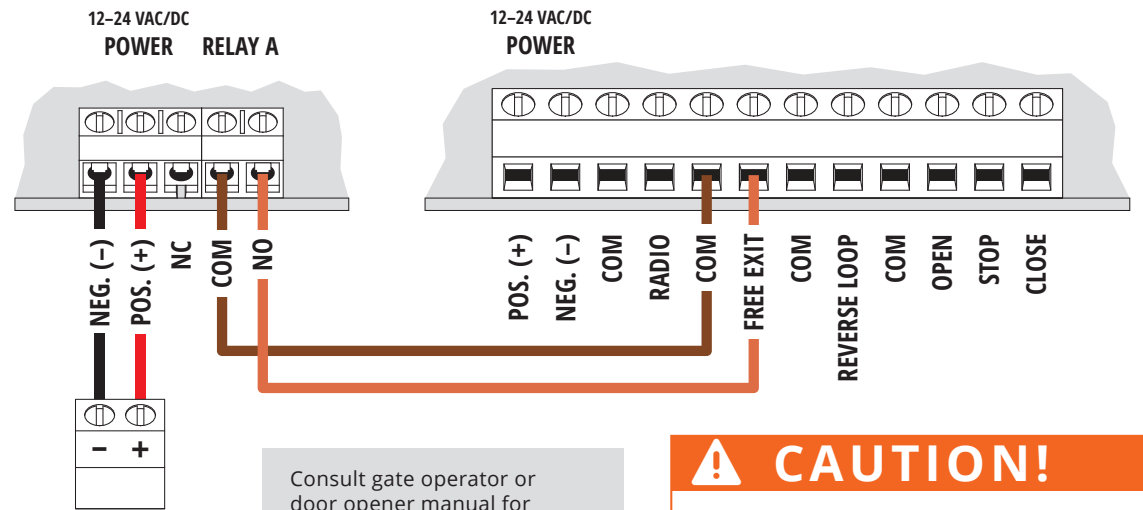 12–24 VAC/DC
POWER RELAY A
NEG. (−)
POS. (+)
NC
COM
NO
− +
12–24 VAC/DC
POWER
POS. (+)
NEG. (−)
COM
RADIO
COM
FREE EXIT
COM
REVERSE LOOP
COM
OPEN
STOP
CLOSE
Consult gate operator or
door opener manual for
CAUTION!